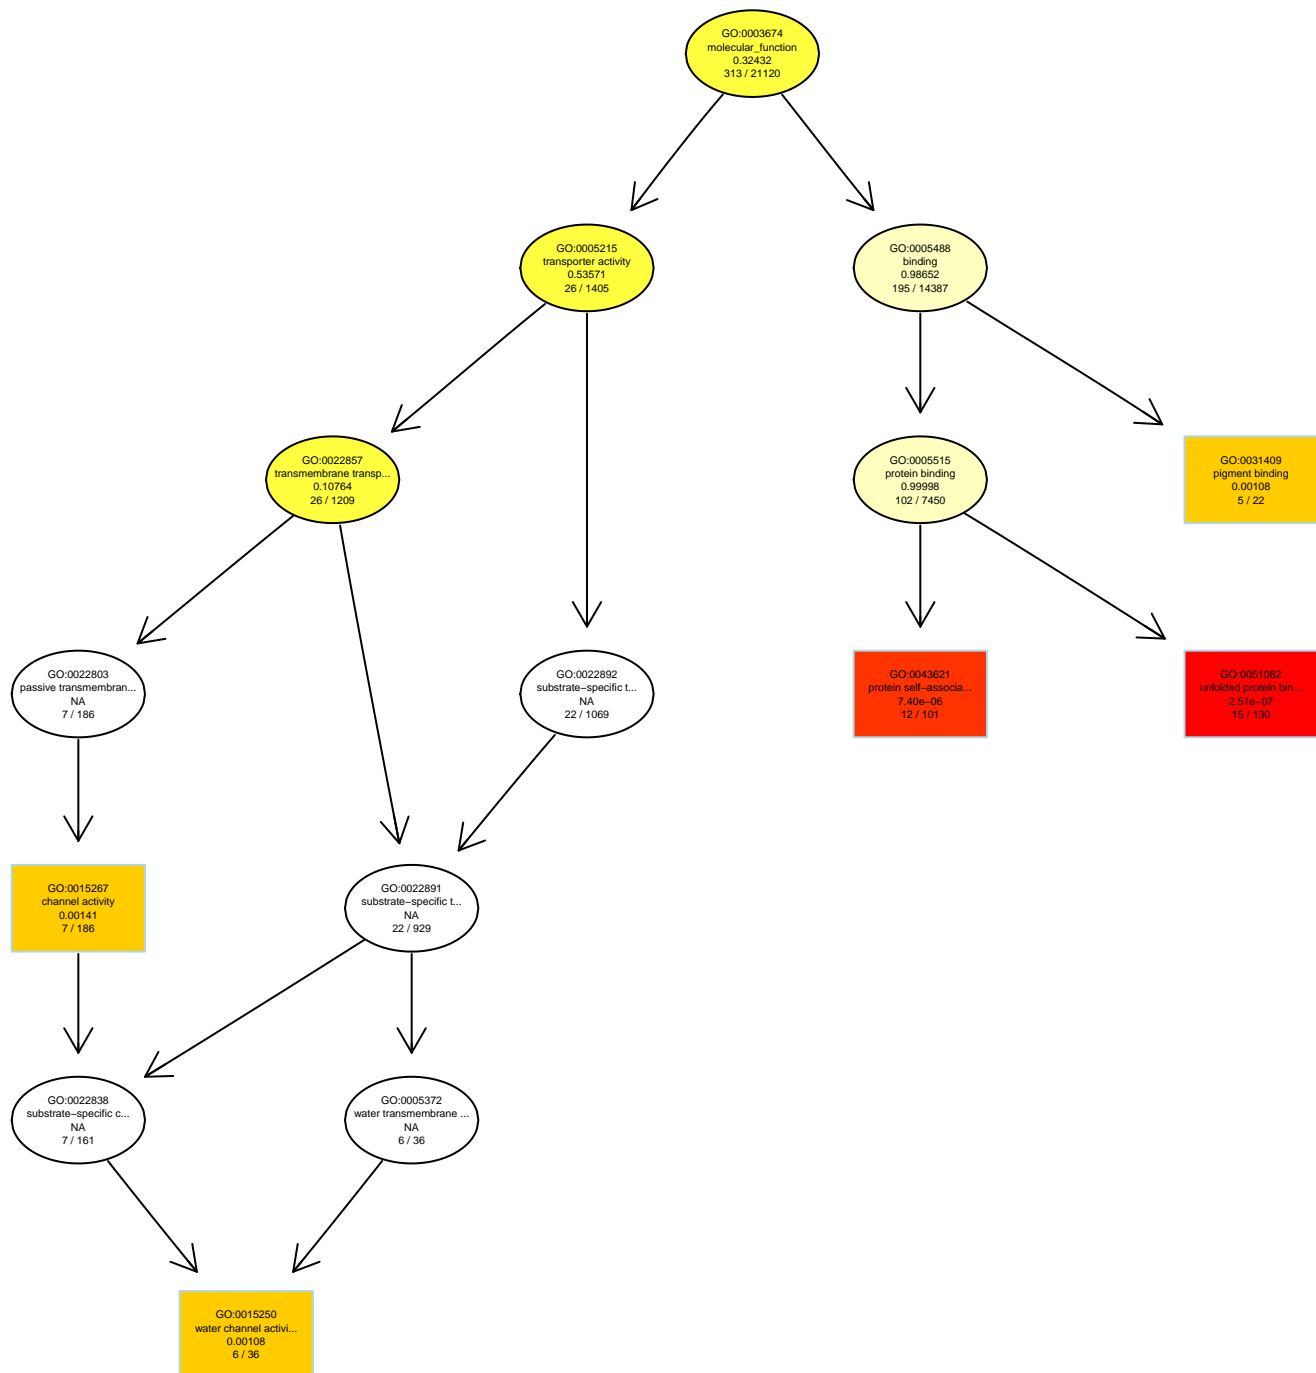 GO:0003674
molecular_function
0.32432
313 / 21120
GO:0005215
transporter activity
0.53571
26 / 1405
GO:0005488
binding
0.98652
195 / 14387
GO:0022857
transmembrane transp...
0.10764
26 / 1209
GO:0005515
protein binding
0.99998
102 / 7450
GO:0031409
pigment binding
0.00108
5 / 22
GO:0022803
passive transmembran...
NA
7 / 186
GO:0022892
substrate−specific t...
NA
22 / 1069
GO:0043621
protein self−associa...
7.40e−06
12 / 101
GO:0051082
unfolded protein bin...
2.51e−07
15 / 130
GO:0015267
channel activity
0.00141
7 / 186
GO:0022891
substrate−specific t...
NA
22 / 929
GO:0022838
substrate−specific c...
NA
7 / 161
GO:0005372
water transmembrane ...
NA
6 / 36
GO:0015250
water channel activi...
0.00108
6 / 36